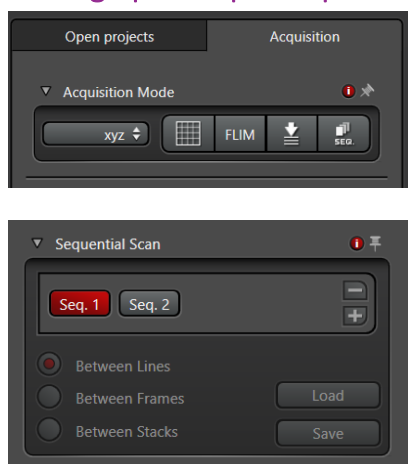 Open projects Acquisition
Acquisition Mode
xyz FLIM SEQ.
Sequential Scan
Seq. 1 Seq. 2
Between Lines
Between Frames Load
Between Stacks Save